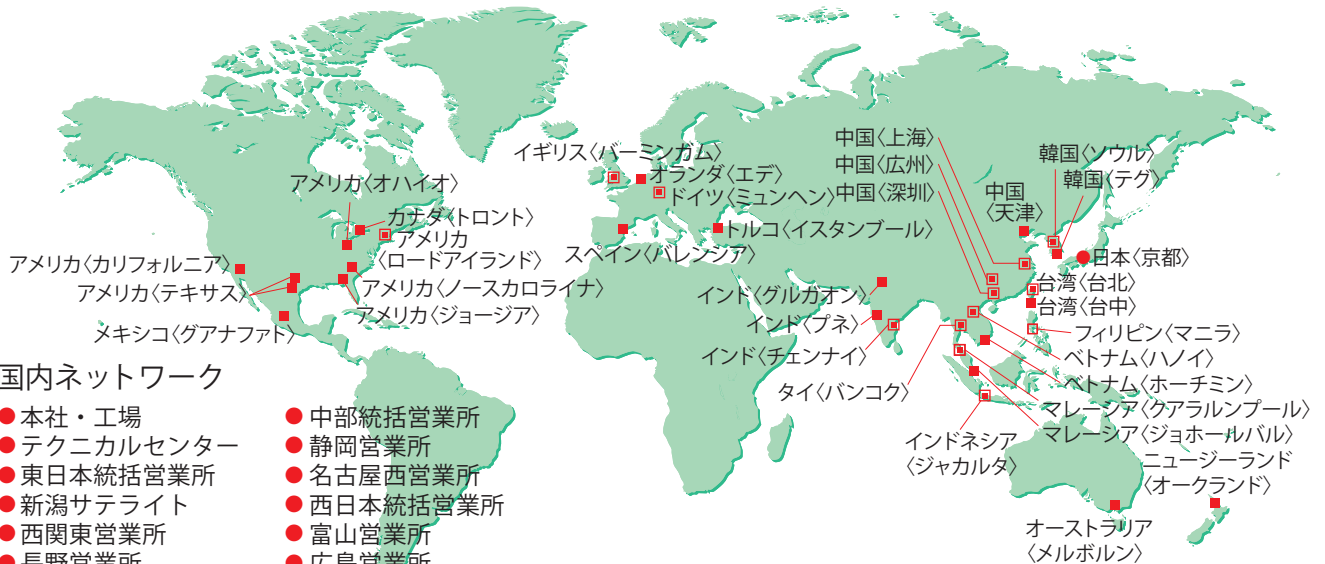 イギリス〈バーミンガム〉
オランダ〈エデ〉
ドイツ〈ミュンヘン〉
スペイン〈バレンシア〉
トルコ〈イスタンブール〉
アメリカ〈オハイオ〉
カナダ〈トロント〉
アメリカ
〈ロードアイランド〉
アメリカ〈カリフォルニア〉
アメリカ〈テキサス〉
アメリカ〈ノースカロライナ〉
アメリカ〈ジョージア〉
メキシコ〈グアナファト〉
中国〈上海〉
中国〈広州〉
中国〈深圳〉
中国
〈天津〉
韓国〈ソウル〉
韓国〈テグ〉
日本〈京都〉
台湾〈台北〉
台湾〈台中〉
フィリピン〈マニラ〉
ベトナム〈ハノイ〉
ベトナム〈ホーチミン〉
マレーシア〈クアラルンプール〉
マレーシア〈ジョホールバル〉
インド〈グルガオン〉
インド〈プネ〉
インド〈チェンナイ〉
タイ〈バンコク〉
インドネシア
〈ジャカルタ〉
ニュージーランド
〈オークランド〉
オーストラリア
〈メルボルン〉
国内ネットワーク
本社・工場
テクニカルセンター
東日本統括営業所
新潟サテライト
西関東営業所
長野営業所
中部統括営業所
静岡営業所
名古屋西営業所
西日本統括営業所
富山営業所
広島営業所